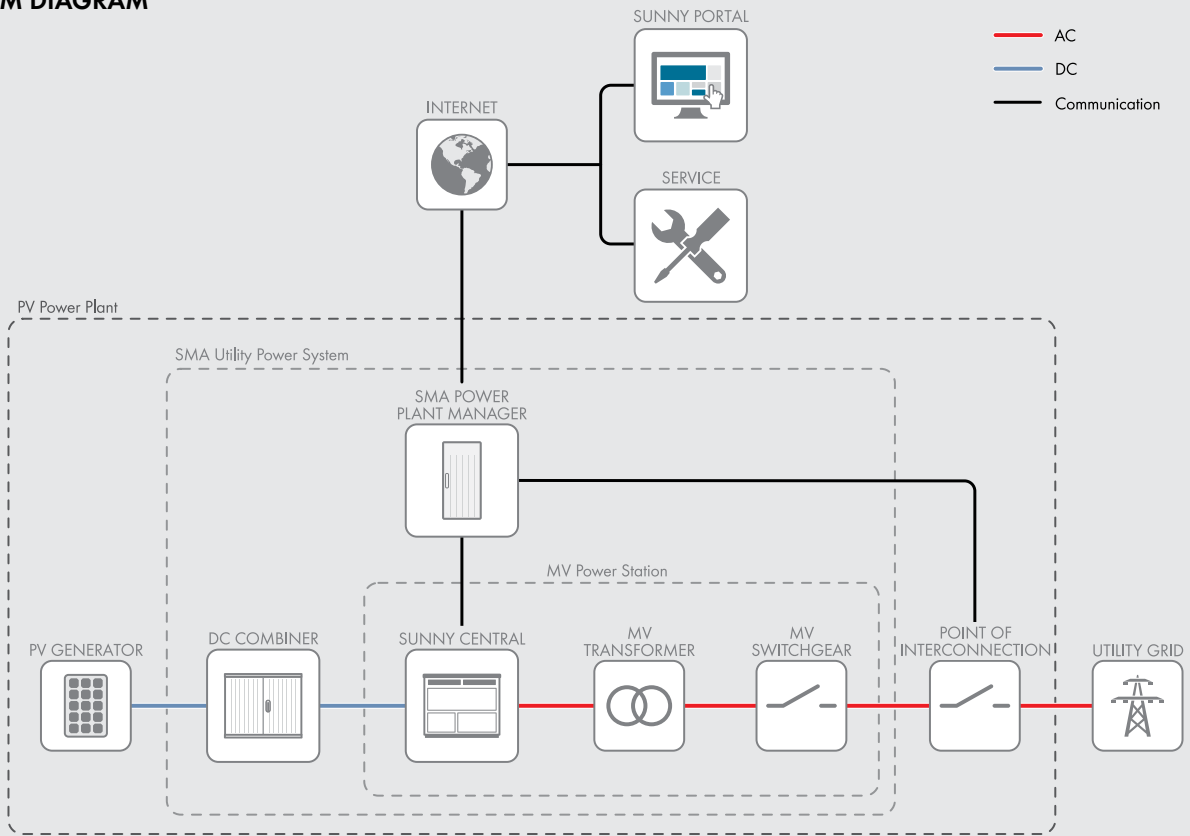 M DIAGRAM
SUNNY PORTAL
AC
DC
Communication
INTERNET
SERVICE
PV Power Plant
SMA Utility Power System
SMA POWER
PLANT MANAGER
MV Power Station
PV GENERATOR
DC COMBINER
SUNNY CENTRAL
MV
TRANSFORMER
MV
SWITCHGEAR
POINT OF
INTERCONNECTION
UTILITY GRID